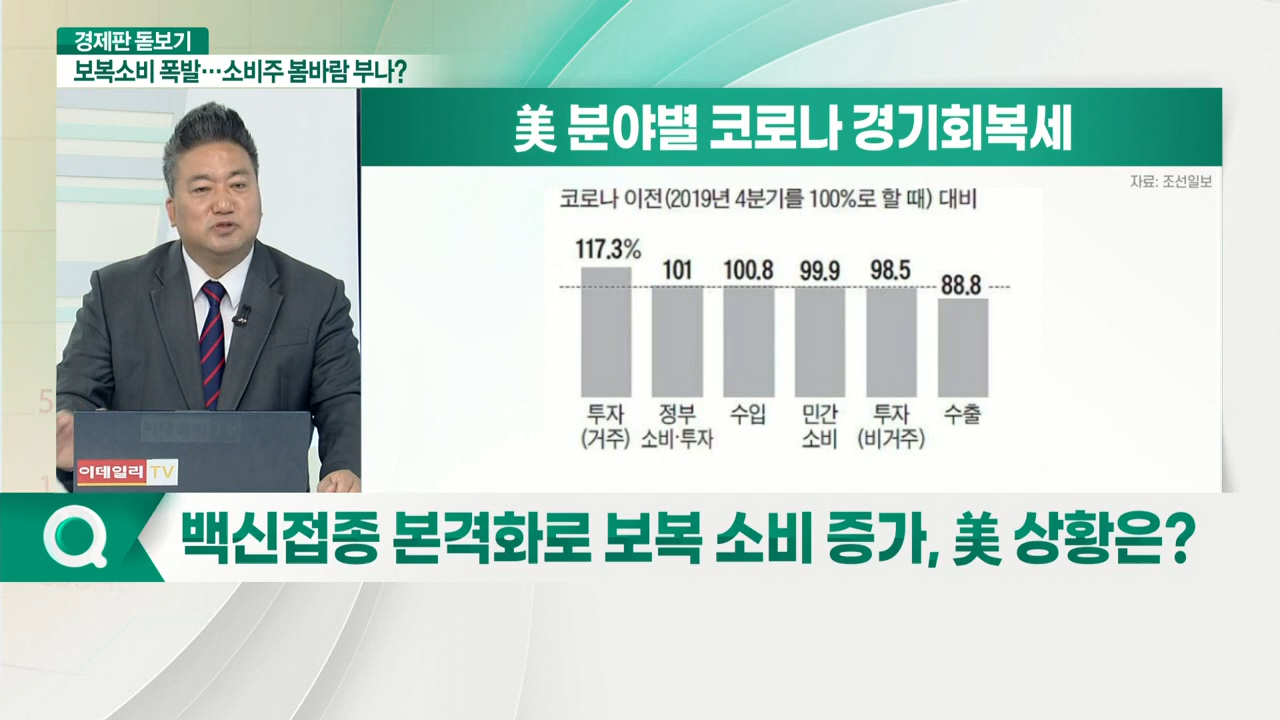 경제판 돋보기
보복소비 폭발…소비주 봄바람 부나?
美 분야별 코로나 경기회복세
자료: 조선일보
코로나 이전(2019년 4분기를 100%로 할 때) 대비
117.3% 101 100.8 99.9 98.5 88.8
투자 정부 수입 민간 투자 수출
(거주) 소비·투자 소비 (비거주)
이데일리 TV
Q 백신접종 본격화로 보복 소비 증가, 美 상황은?